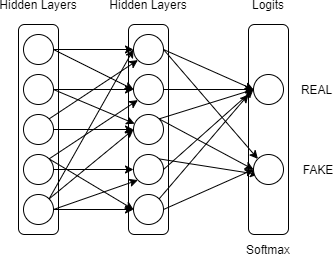 Hidden Layers
Hidden Layers
Logits
REAL
FAKE
Softmax